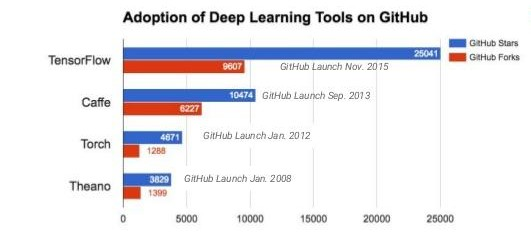 Adoption of Deep Learning Tools on GitHub
GitHub Stars
GitHub Forks
TensorFlow
25041
9607
GitHub Launch Nov. 2015
Caffe
10474
GitHub Launch Sep. 2013
6227
Torch
4671
GitHub Launch Jan. 2012
1288
Theano
3829
GitHub Launch Jan. 2008
1399
0 5000 10000 15000 20000 25000